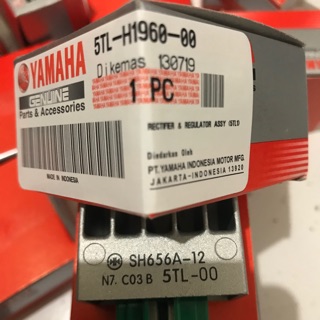 5TL-H1960-00
YAMAHA
Dikemas 130719
GENUINE
Parts & Accessories
1 PC
RECTIFIER & REGULATOR ASSY (5TL1)
MADE IN INDONESIA
Diedarkan Oleh
PT. YAMAHA INDONESIA MOTOR MFG.
JAKARTA-INDONESIA 13920
SH656A-12
N7. C03 B 5TL-00